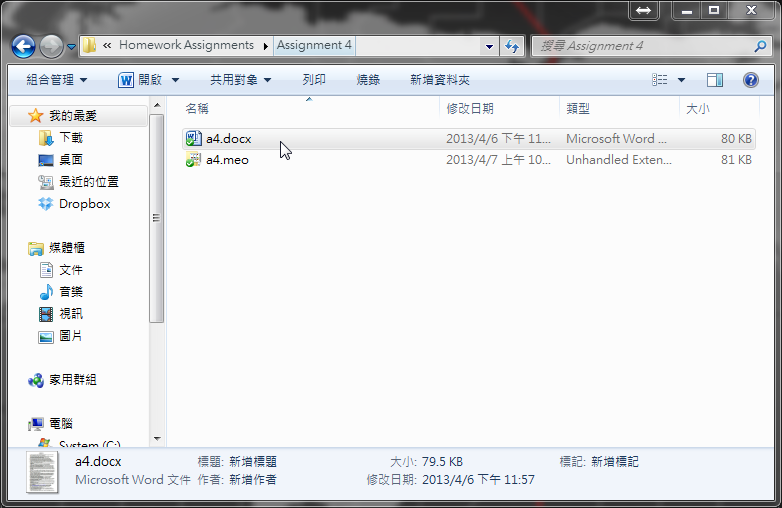 « Homework Assignments ▸ Assignment 4
搜尋 Assignment 4
組合管理 開啟 共用對象 列印 燒錄 新增資料夾
我的最愛
下載
桌面
最近的位置
Dropbox
媒體櫃
文件
音樂
視訊
圖片
家用群組
電腦
System (C:)
名稱 修改日期 類型 大小
a4.docx 2013/4/6 下午 11... Microsoft Word ... 80 KB
a4.meo 2013/4/7 上午 10... Unhandled Exten... 81 KB
a4.docx 標題: 新增標題 大小: 79.5 KB 標記: 新增標記
Microsoft Word 文件 作者: 新增作者 修改日期: 2013/4/6 下午 11:57